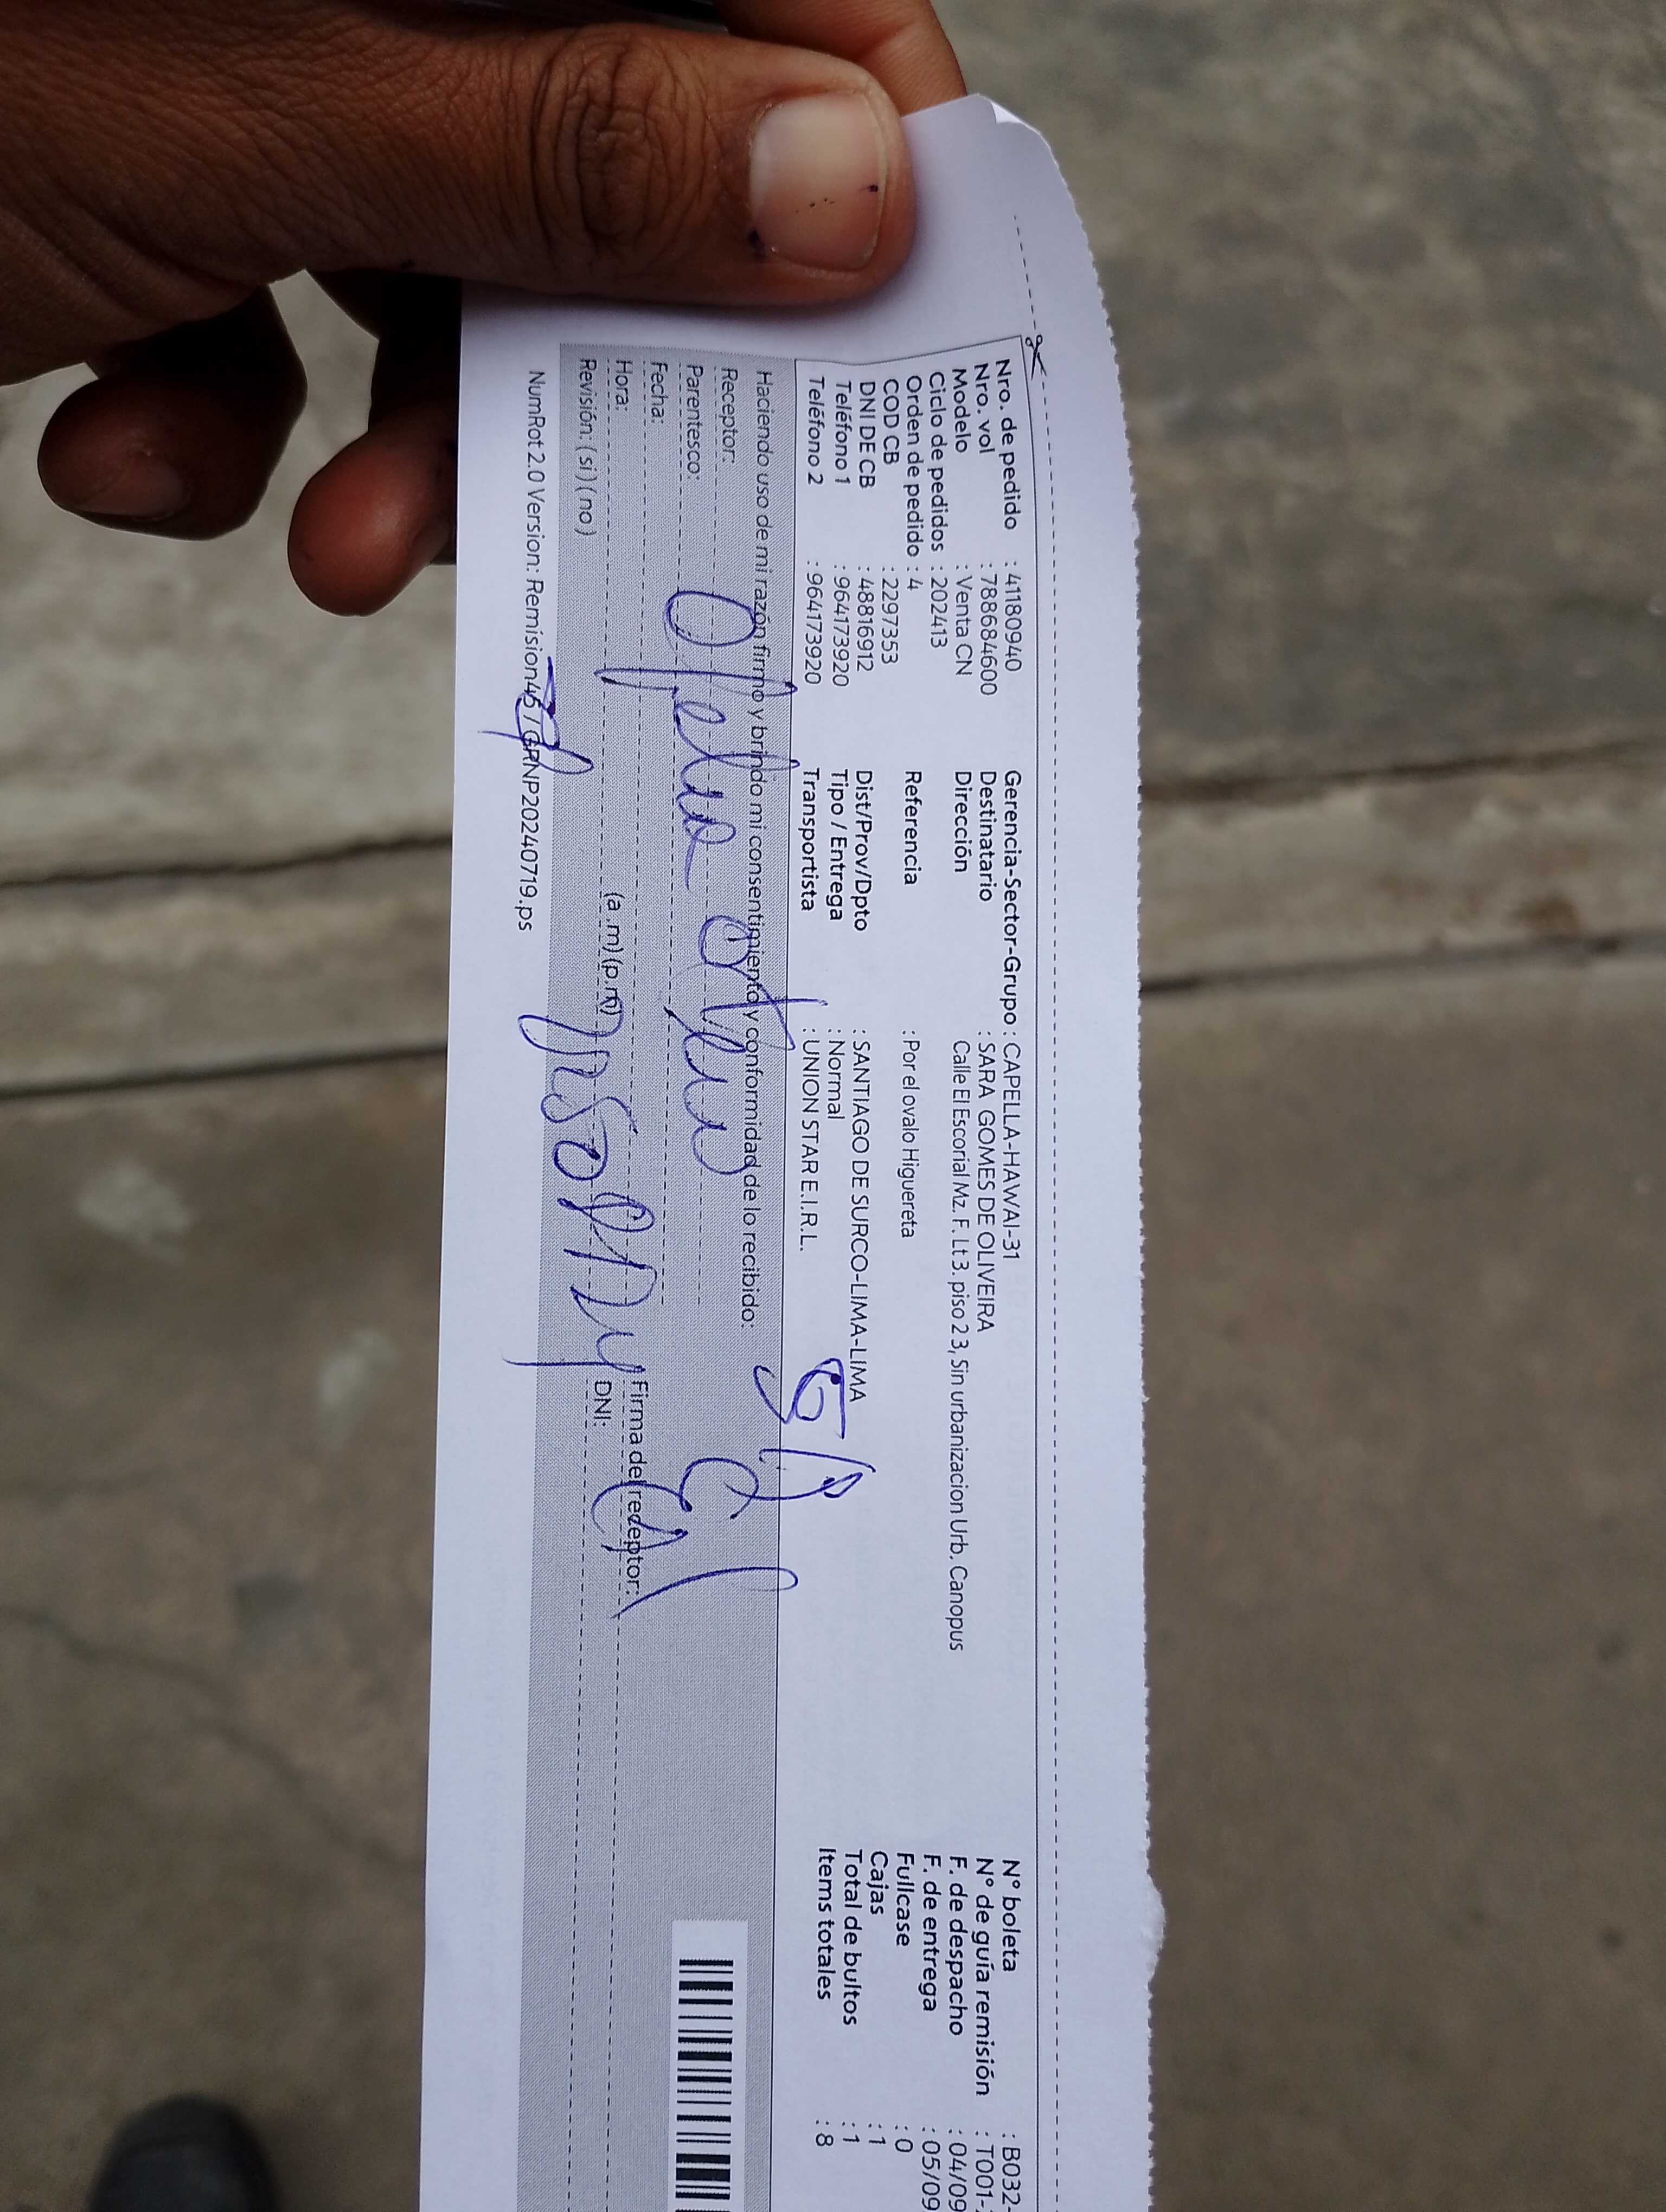 Nro. de pedido : 41180940
Nro. vol : 788684600
Modelo : Venta CN
Ciclo de pedidos : 202413
Orden de pedido : 4
COD CB : 2297353
DNI DE CB : 48816912
Teléfono 1 : 964173920
Teléfono 2 : 964173920
Gerencia-Sector-Grupo : CAPELLA-HAWAI-31
Destinatario : SARA GOMES DE OLIVEIRA
Dirección Calle El Escorial Mz. F. Lt 3. piso 2 3, Sin urbanizacion Urb. Canopus
Referencia : Por el ovalo Higuereta
Dist/Prov/Dpto : SANTIAGO DE SURCO-LIMA-LIMA
Tipo / Entrega : Normal
Transportista : UNION STAR E.I.R.L.
N° boleta : B032-
N° de guía remisión : T001-
F. de despacho : 04/09
F. de entrega : 05/09
Fullcase : 0
Cajas : 1
Total de bultos : 1
Items totales : 8
Haciendo uso de mi razón firmo y brindo mi consentimiento y conformidad de lo recibido:
Receptor:
Parentesco:
Fecha:
Hora: (a .m) (p.m)
Revisión: ( si ) ( no )
Firma del receptor:
DNI:
NumRot 2.0 Version: Remision45 / GRNP20240719.ps